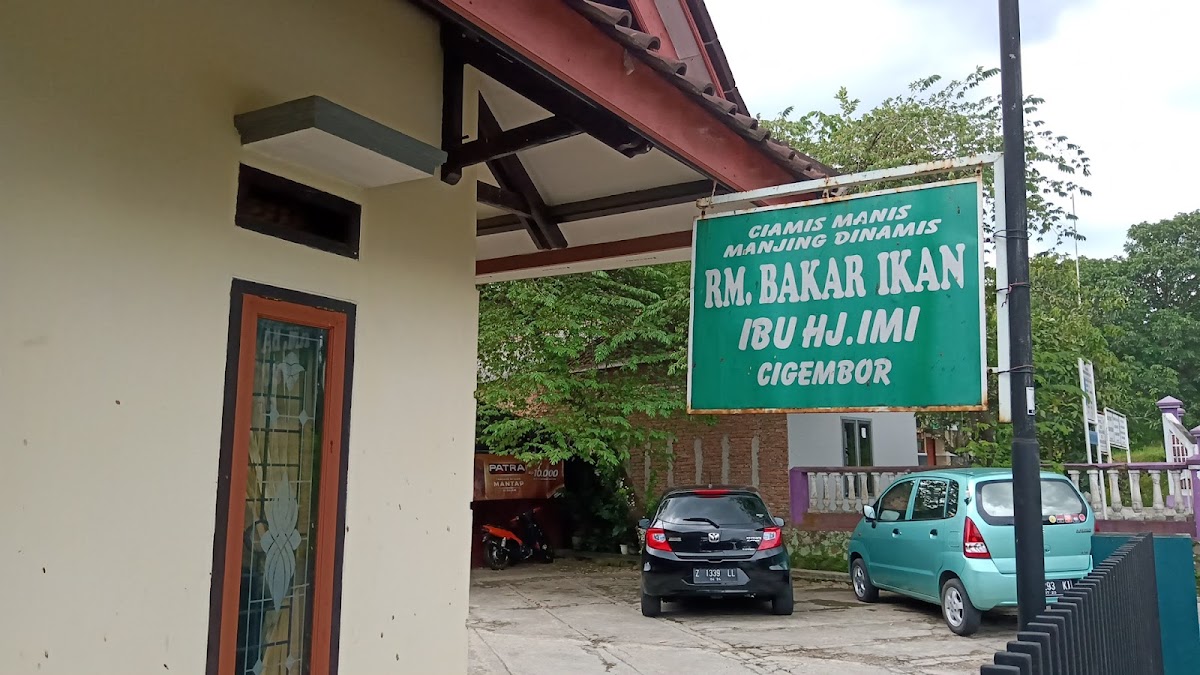 CIAMIS MANIS
MANJING DINAMIS
RM. BAKAR IKAN
IBU HJ.IMI
CIGEMBOR
PATRA
10.000
MANTAP
Z 1339 LL